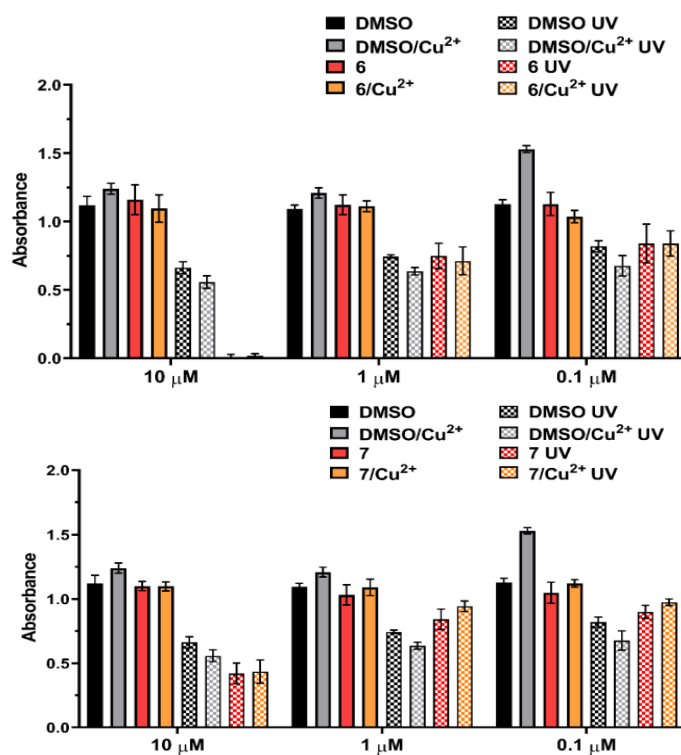 DMSO DMSO UV
DMSO/Cu²⁺ DMSO/Cu²⁺ UV
6 6 UV
6/Cu²⁺ 6/Cu²⁺ UV
2.0
1.5
1.0
0.5
0.0
Absorbance
10 μM 1 μM 0.1 μM
DMSO DMSO UV
DMSO/Cu²⁺ DMSO/Cu²⁺ UV
7 7 UV
7/Cu²⁺ 7/Cu²⁺ UV
2.0
1.5
1.0
0.5
0.0
Absorbance
10 μM 1 μM 0.1 μM